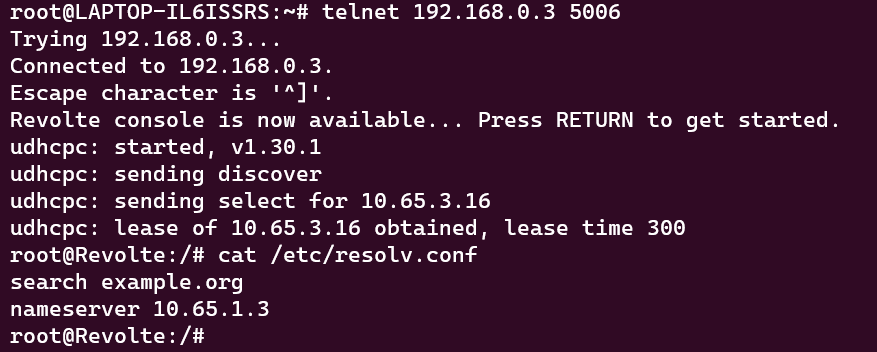 root@LAPTOP-IL6ISSRS:~# telnet 192.168.0.3 5006
Trying 192.168.0.3...
Connected to 192.168.0.3.
Escape character is '^]'.
Revolte console is now available... Press RETURN to get started.
udhcpc: started, v1.30.1
udhcpc: sending discover
udhcpc: sending select for 10.65.3.16
udhcpc: lease of 10.65.3.16 obtained, lease time 300
root@Revolte:/# cat /etc/resolv.conf
search example.org
nameserver 10.65.1.3
root@Revolte:/#